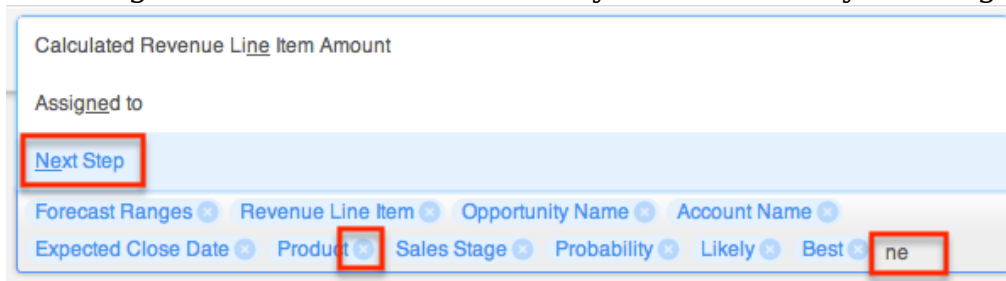 Calculated Revenue Line Item Amount
Assigned to
Next Step
Forecast Ranges Revenue Line Item Opportunity Name Account Name
Expected Close Date Product Sales Stage Probability Likely Best ne